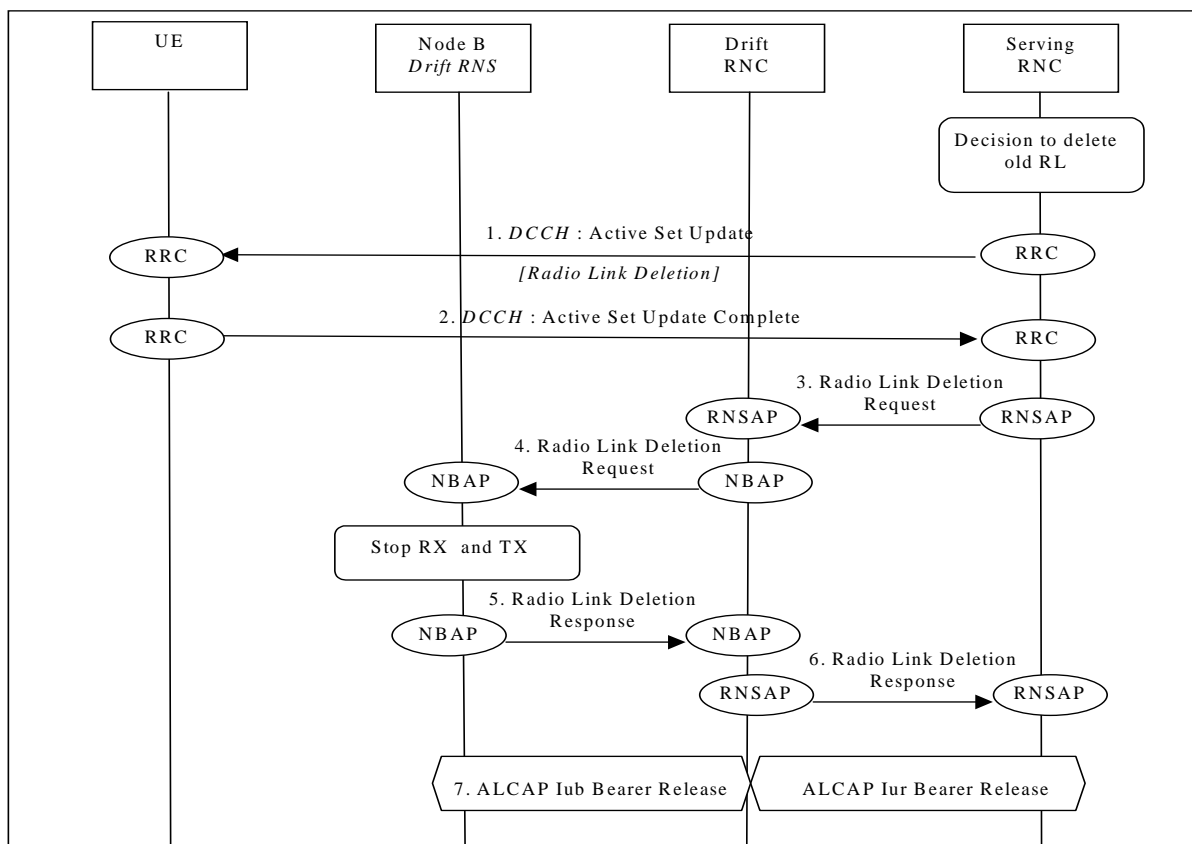 UE
Node B
Drift RNS
Drift
RNC
Serving
RNC
Decision to delete
old RL
1. DCCH : Active Set Update
RRC
RRC
[Radio Link Deletion]
2. DCCH : Active Set Update Complete
RRC
RRC
3. Radio Link Deletion
Request
RNSAP
RNSAP
4. Radio Link Deletion
Request
NBAP
NBAP
Stop RX and TX
5. Radio Link Deletion
Response
NBAP
NBAP
6. Radio Link Deletion
Response
RNSAP
RNSAP
7. ALCAP Iub Bearer Release
ALCAP Iur Bearer Release